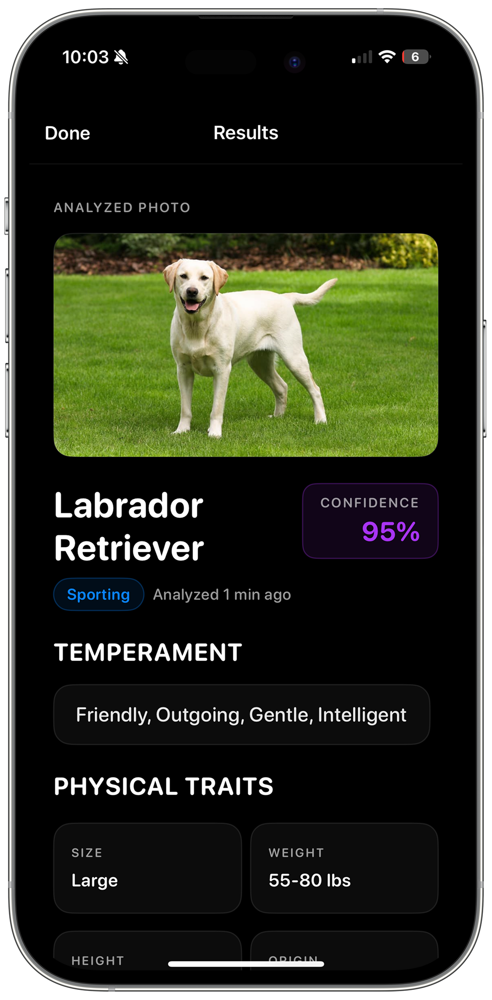 10:03
6
Done
Results
ANALYZED PHOTO
Labrador
Retriever
CONFIDENCE
95%
Sporting
Analyzed 1 min ago
TEMPERAMENT
Friendly, Outgoing, Gentle, Intelligent
PHYSICAL TRAITS
SIZE
Large
WEIGHT
55-80 lbs
HEIGHT
ORIGIN